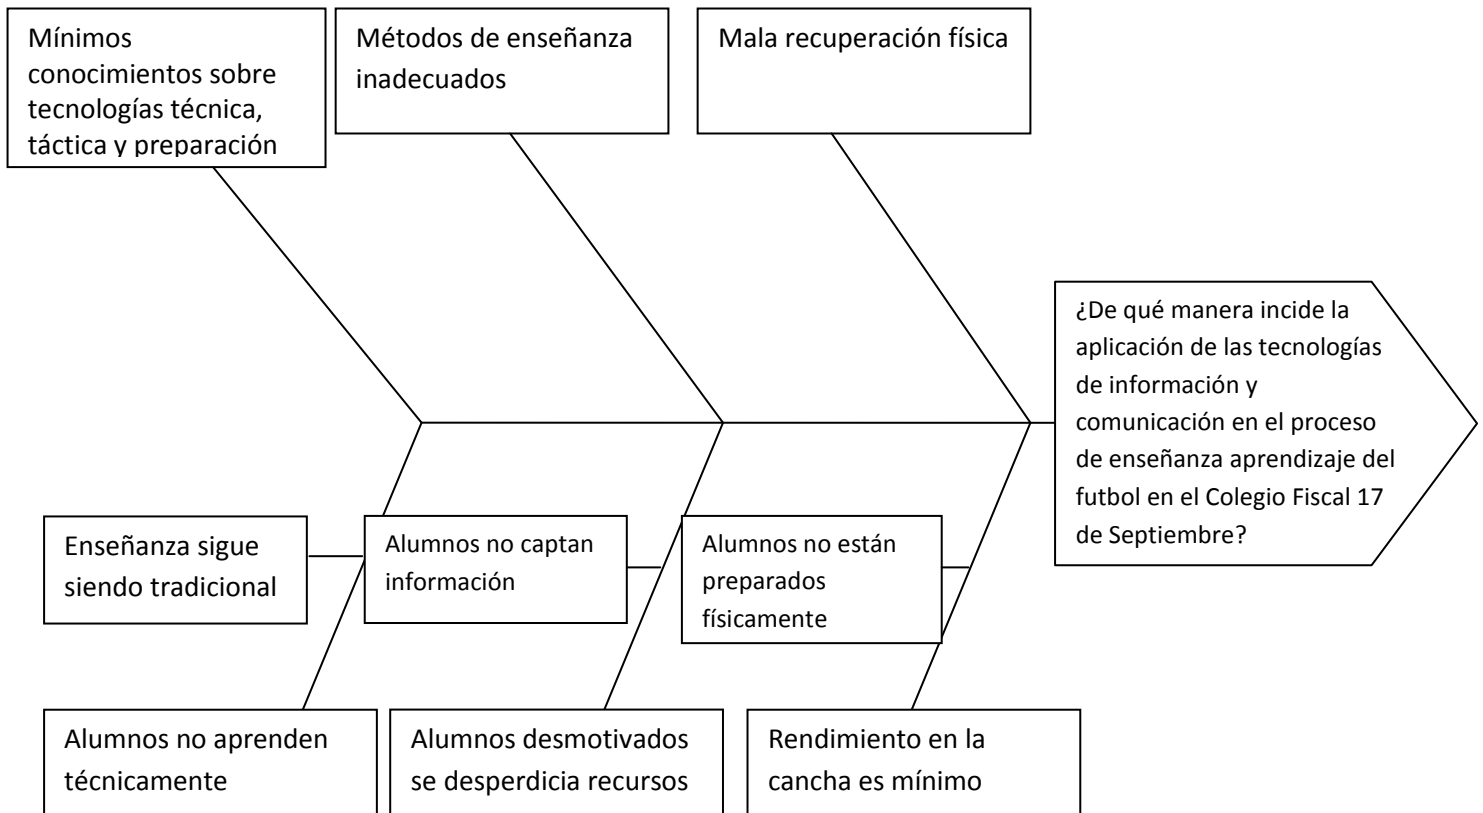 Mínimos
conocimientos sobre
tecnologías técnica,
táctica y preparación
Métodos de enseñanza
inadecuados
Mala recuperación física
¿De qué manera incide la
aplicación de las tecnologías
de información y
comunicación en el proceso
de enseñanza aprendizaje del
futbol en el Colegio Fiscal 17
de Septiembre?
Enseñanza sigue
siendo tradicional
Alumnos no captan
información
Alumnos no están
preparados
físicamente
Alumnos no aprenden
técnicamente
Alumnos desmotivados
se desperdicia recursos
Rendimiento en la
cancha es mínimo